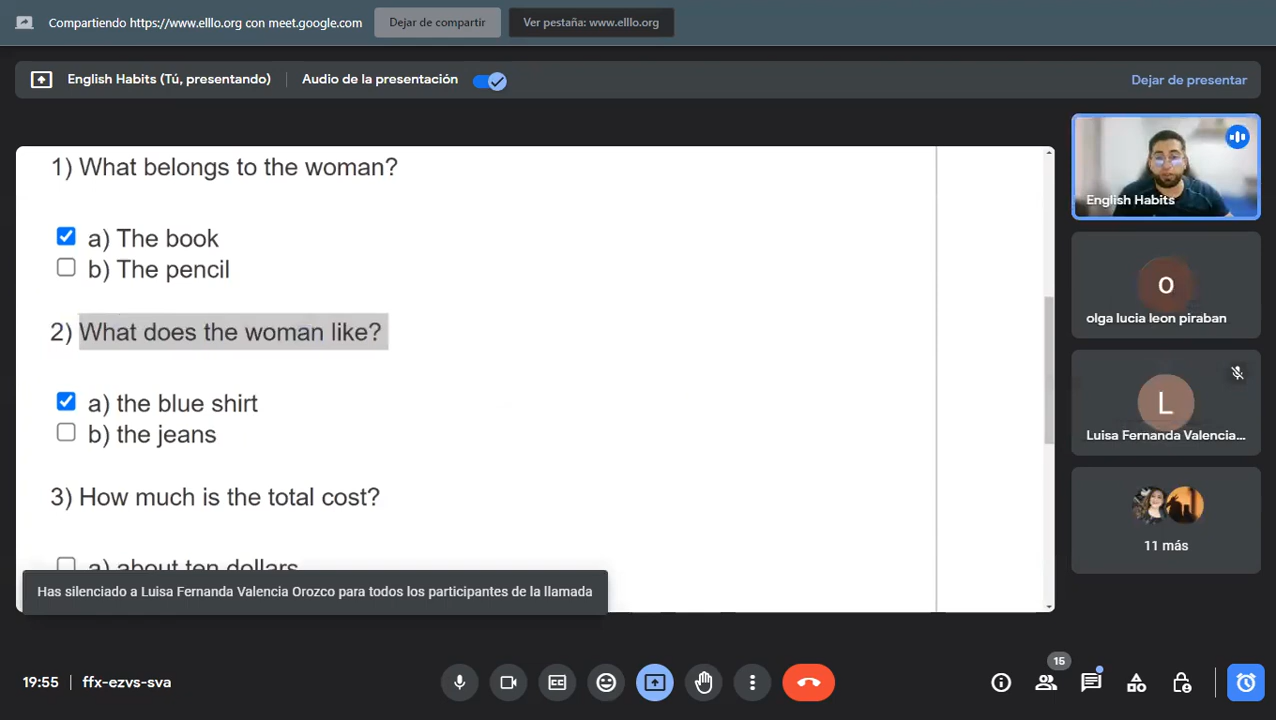 Compartiendo https://www.elllo.org con meet.google.com
Dejar de compartir
Ver pestaña: www.elllo.org
English Habits (Tú, presentando)
Audio de la presentación
Dejar de presentar
1) What belongs to the woman?
a) The book
b) The pencil
2) What does the woman like?
a) the blue shirt
b) the jeans
3) How much is the total cost?
a) about ten dollars
Has silenciado a Luisa Fernanda Valencia Orozco para todos los participantes de la llamada
English Habits
o
olga lucia leon piraban
L
Luisa Fernanda Valencia...
11 más
19:55
ffx-ezvs-sva
15